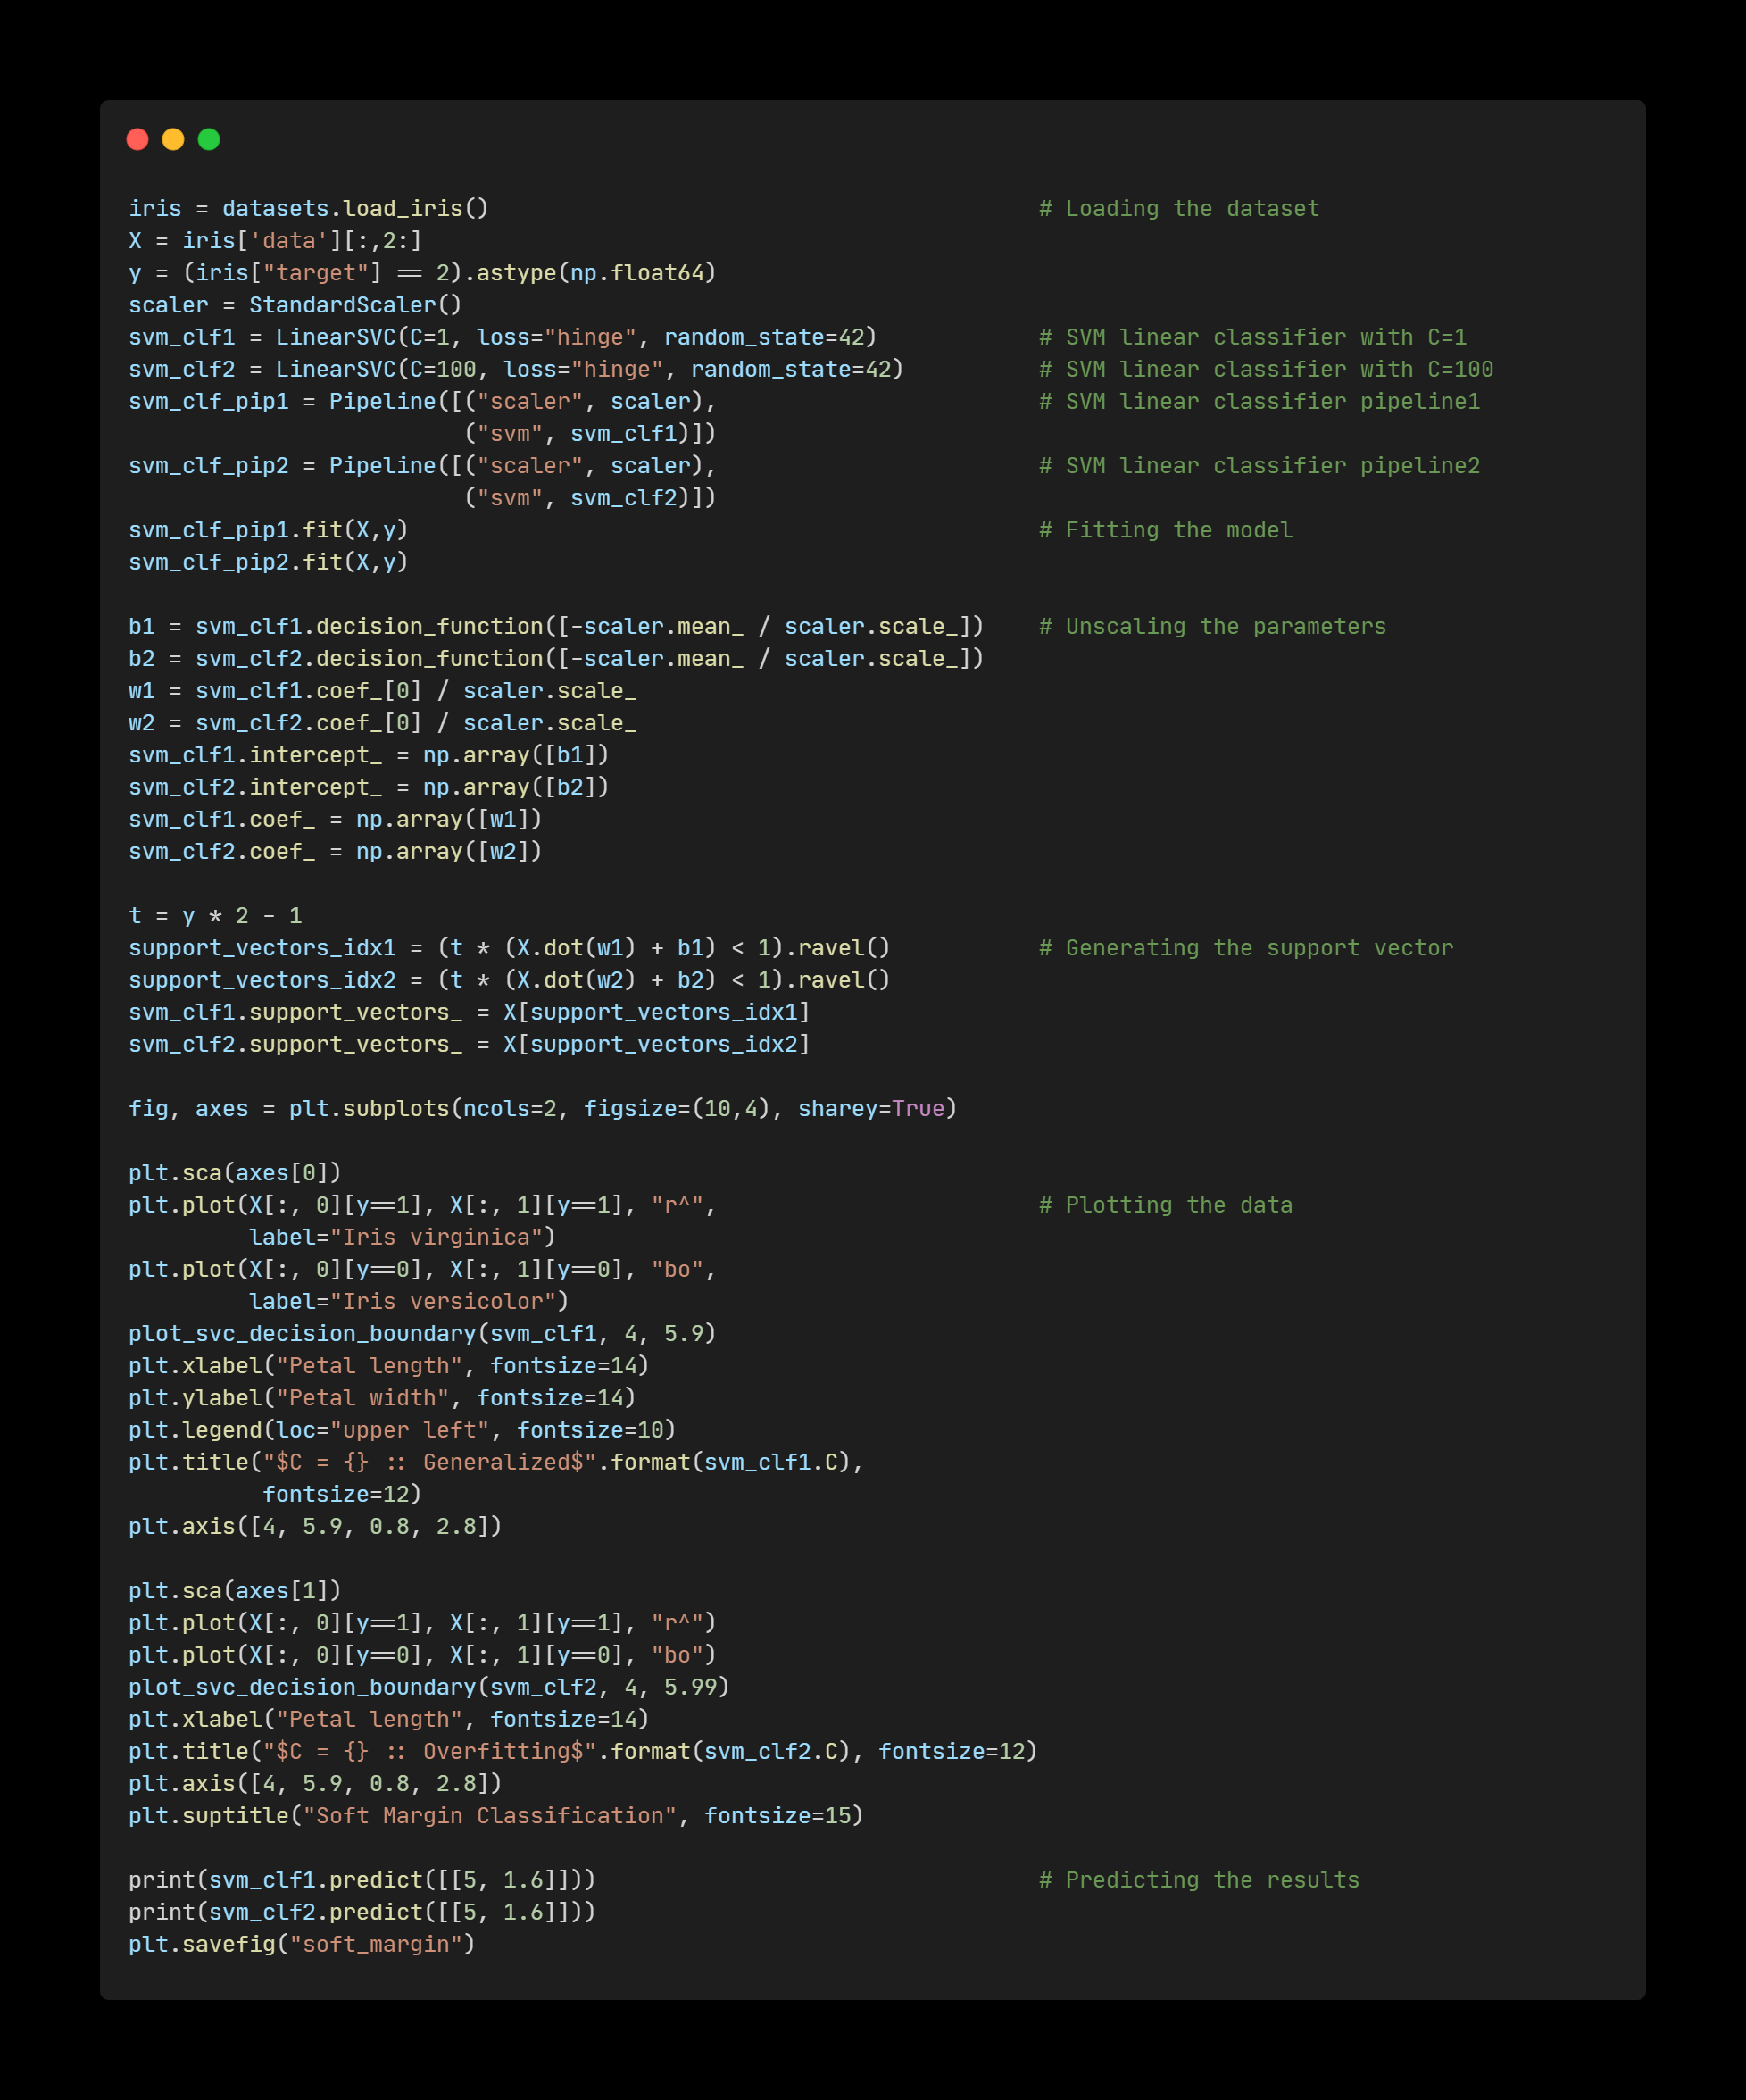 iris = datasets.load_iris()                                         # Loading the dataset
X = iris['data'][:,2:]
y = (iris["target"] == 2).astype(np.float64)
scaler = StandardScaler()
svm_clf1 = LinearSVC(C=1, loss="hinge", random_state=42)            # SVM linear classifier with C=1
svm_clf2 = LinearSVC(C=100, loss="hinge", random_state=42)          # SVM linear classifier with C=100
svm_clf_pip1 = Pipeline([("scaler", scaler),                        # SVM linear classifier pipeline1
                         ("svm", svm_clf1)])
svm_clf_pip2 = Pipeline([("scaler", scaler),                        # SVM linear classifier pipeline2
                         ("svm", svm_clf2)])
svm_clf_pip1.fit(X,y)                                               # Fitting the model
svm_clf_pip2.fit(X,y)

b1 = svm_clf1.decision_function([-scaler.mean_ / scaler.scale_])    # Unscaling the parameters
b2 = svm_clf2.decision_function([-scaler.mean_ / scaler.scale_])
w1 = svm_clf1.coef_[0] / scaler.scale_
w2 = svm_clf2.coef_[0] / scaler.scale_
svm_clf1.intercept_ = np.array([b1])
svm_clf2.intercept_ = np.array([b2])
svm_clf1.coef_ = np.array([w1])
svm_clf2.coef_ = np.array([w2])

t = y * 2 - 1
support_vectors_idx1 = (t * (X.dot(w1) + b1) < 1).ravel()           # Generating the support vector
support_vectors_idx2 = (t * (X.dot(w2) + b2) < 1).ravel()
svm_clf1.support_vectors_ = X[support_vectors_idx1]
svm_clf2.support_vectors_ = X[support_vectors_idx2]

fig, axes = plt.subplots(ncols=2, figsize=(10,4), sharey=True)

plt.sca(axes[0])
plt.plot(X[:, 0][y==1], X[:, 1][y==1], "r^",                        # Plotting the data
         label="Iris virginica")
plt.plot(X[:, 0][y==0], X[:, 1][y==0], "bo",
         label="Iris versicolor")
plot_svc_decision_boundary(svm_clf1, 4, 5.9)
plt.xlabel("Petal length", fontsize=14)
plt.ylabel("Petal width", fontsize=14)
plt.legend(loc="upper left", fontsize=10)
plt.title("$C = {} :: Generalized$".format(svm_clf1.C),
          fontsize=12)
plt.axis([4, 5.9, 0.8, 2.8])

plt.sca(axes[1])
plt.plot(X[:, 0][y==1], X[:, 1][y==1], "r^")
plt.plot(X[:, 0][y==0], X[:, 1][y==0], "bo")
plot_svc_decision_boundary(svm_clf2, 4, 5.99)
plt.xlabel("Petal length", fontsize=14)
plt.title("$C = {} :: Overfitting$".format(svm_clf2.C), fontsize=12)
plt.axis([4, 5.9, 0.8, 2.8])
plt.suptitle("Soft Margin Classification", fontsize=15)

print(svm_clf1.predict([[5, 1.6]]))                                 # Predicting the results
print(svm_clf2.predict([[5, 1.6]]))
plt.savefig("soft_margin")